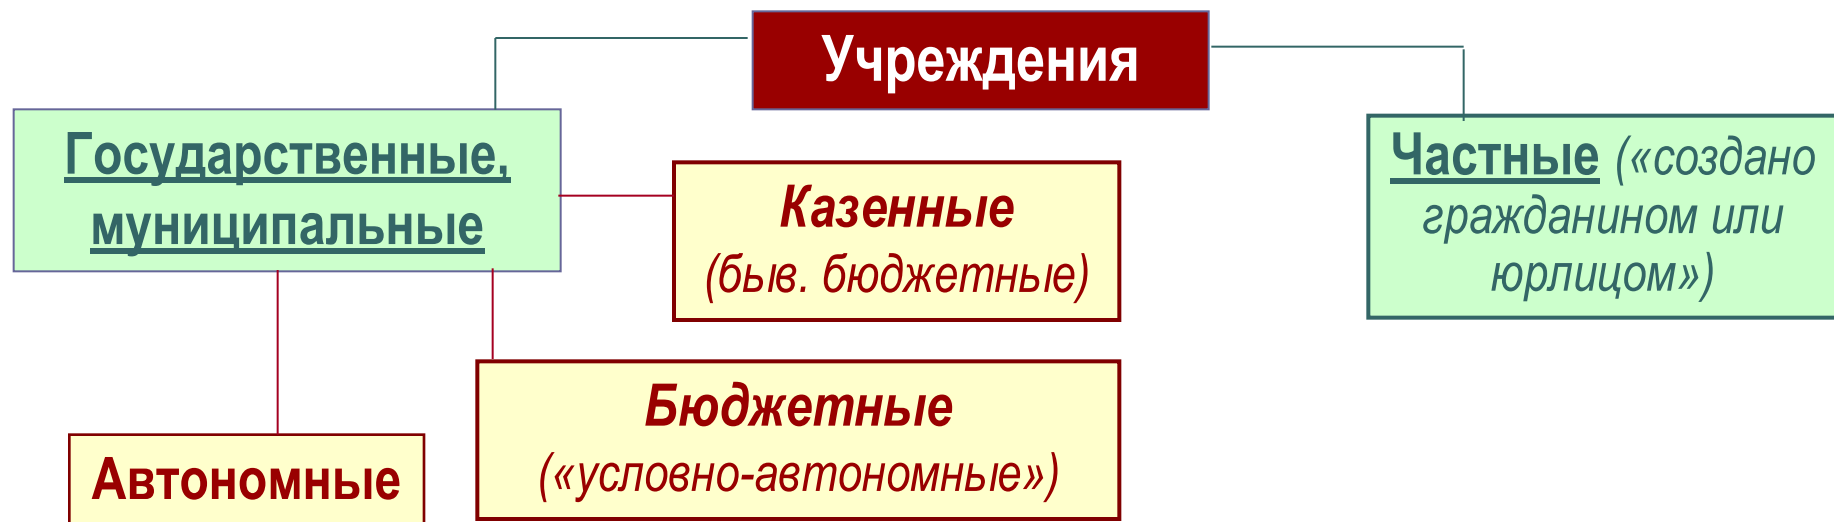 Учреждения
Государственные,
муниципальные
Казенные
(быв. бюджетные)
Частные («создано
гражданином или
юрлицом»)
Бюджетные
(«условно-автономные»)
Автономные